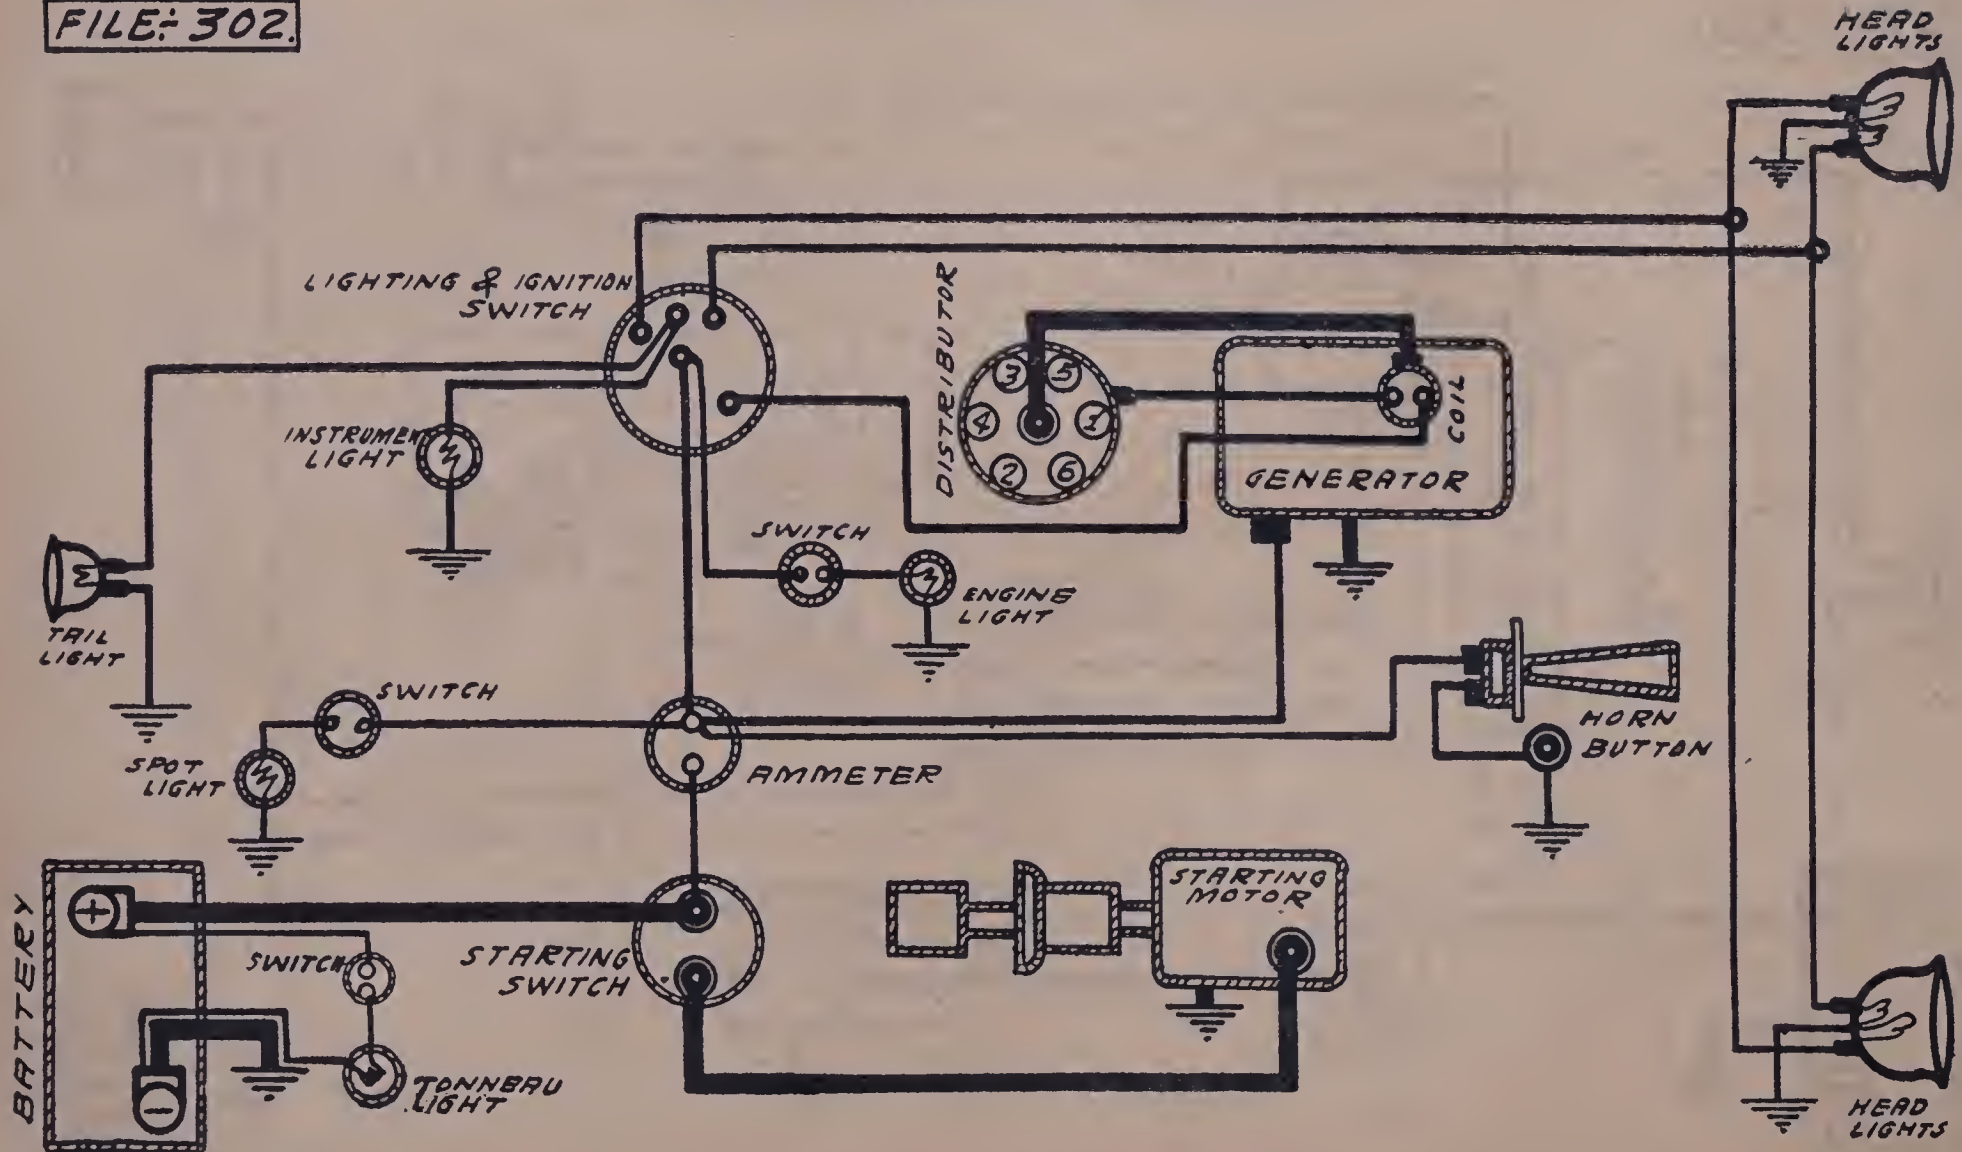 FILE:- 302.
HEAD
LIGHTS
LIGHTING & IGNITION
SWITCH
DISTRIBUTOR
3 5
4 1
2 6
COIL
GENERATOR
INSTRUMENT
LIGHT
SWITCH
ENGINE
LIGHT
TAIL
LIGHT
SWITCH
SPOT
LIGHT
AMMETER
HORN
BUTTON
BATTERY
+
SWITCH
STARTING
SWITCH
STARTING
MOTOR
TONNEAU
LIGHT
−
HEAD
LIGHTS